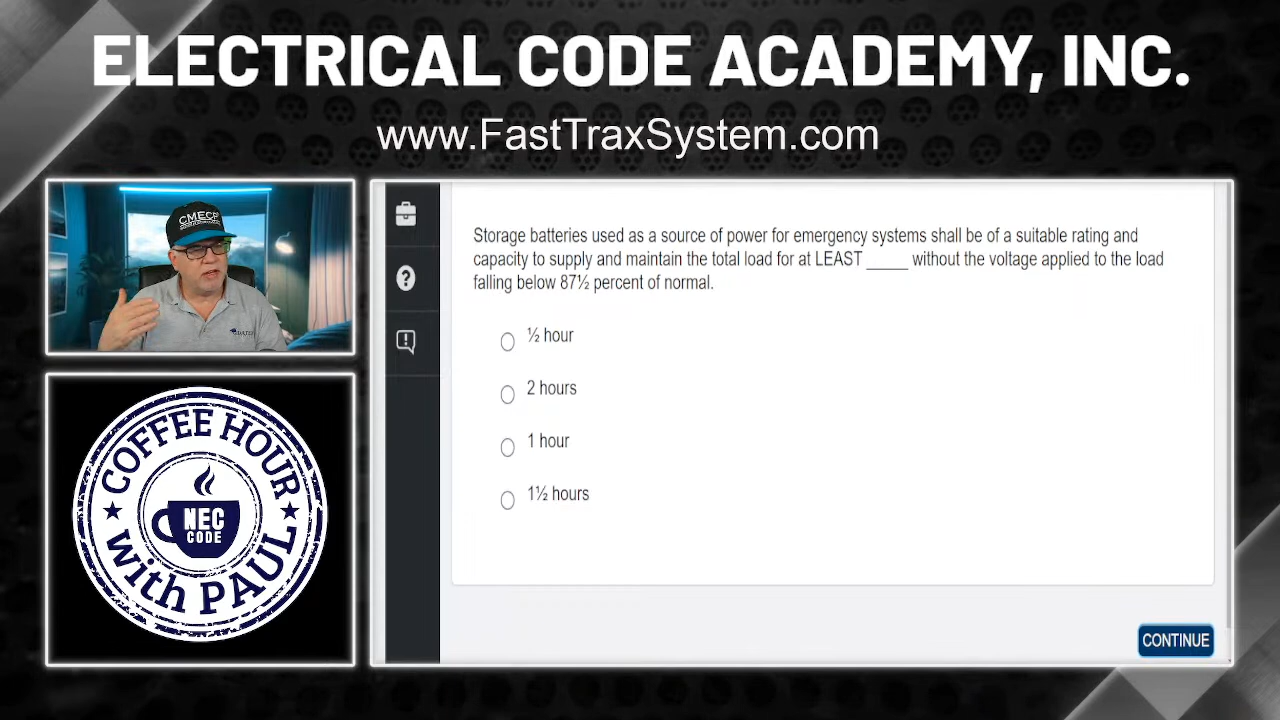 ELECTRICAL CODE ACADEMY, INC.
www.FastTraxSystem.com
CMECP
COFFEE HOUR
NEC
CODE
with PAUL
Storage batteries used as a source of power for emergency systems shall be of a suitable rating and
capacity to supply and maintain the total load for at LEAST _____ without the voltage applied to the load
falling below 87½ percent of normal.
½ hour
2 hours
1 hour
1½ hours
CONTINUE